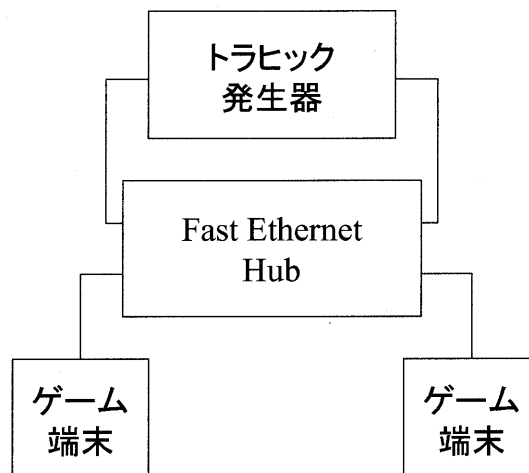 トラヒック
発生器
Fast Ethernet
Hub
ゲーム
端末
ゲーム
端末